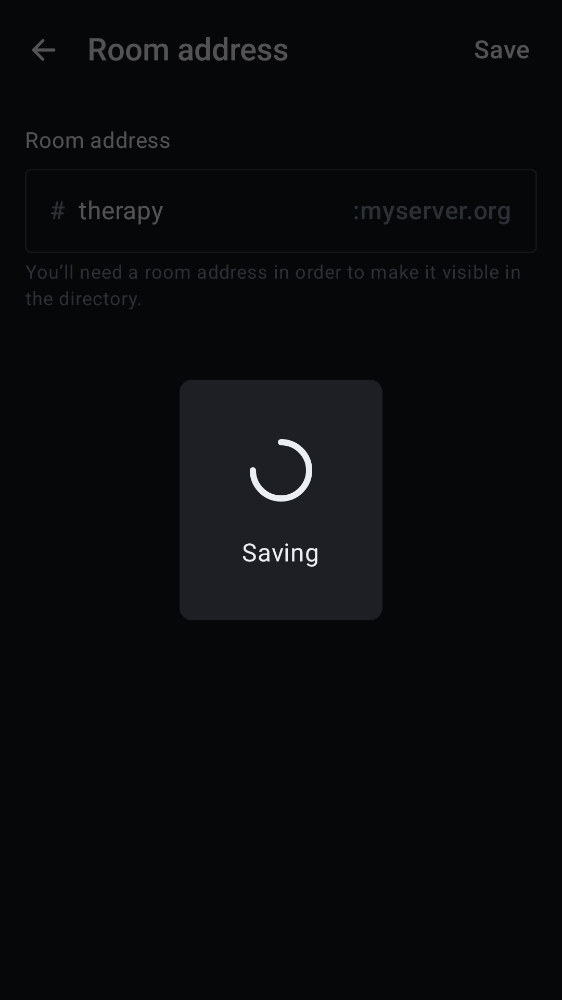 Room address
Save
Room address
# therapy :myserver.org
You’ll need a room address in order to make it visible in
the directory.
Saving